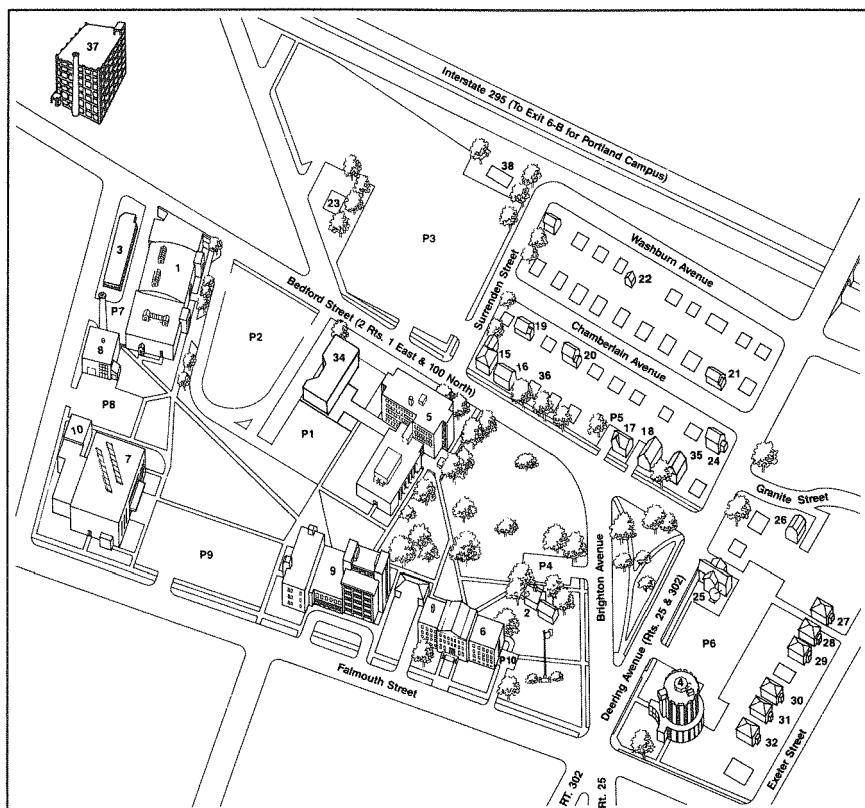 37
Interstate 295 (To Exit 6-B for Portland Campus)
38
23
P3
3
1
Washburn Avenue
22
Surrenden Street
Bedford Street (2 Rts. 1 East & 100 North)
P7
P2
Chamberlain Avenue
19
8
34
15
20
21
16
36
P8
5
P5
17
18
10
P1
35
24
7
Granite Street
26
P9
P4
Brighton Avenue
9
25
2
27
6
Deering Avenue (Rts. 25 & 302)
28
P6
29
P10
Falmouth Street
4
30
31
32
Exeter Street
RT. 302
Rt. 25